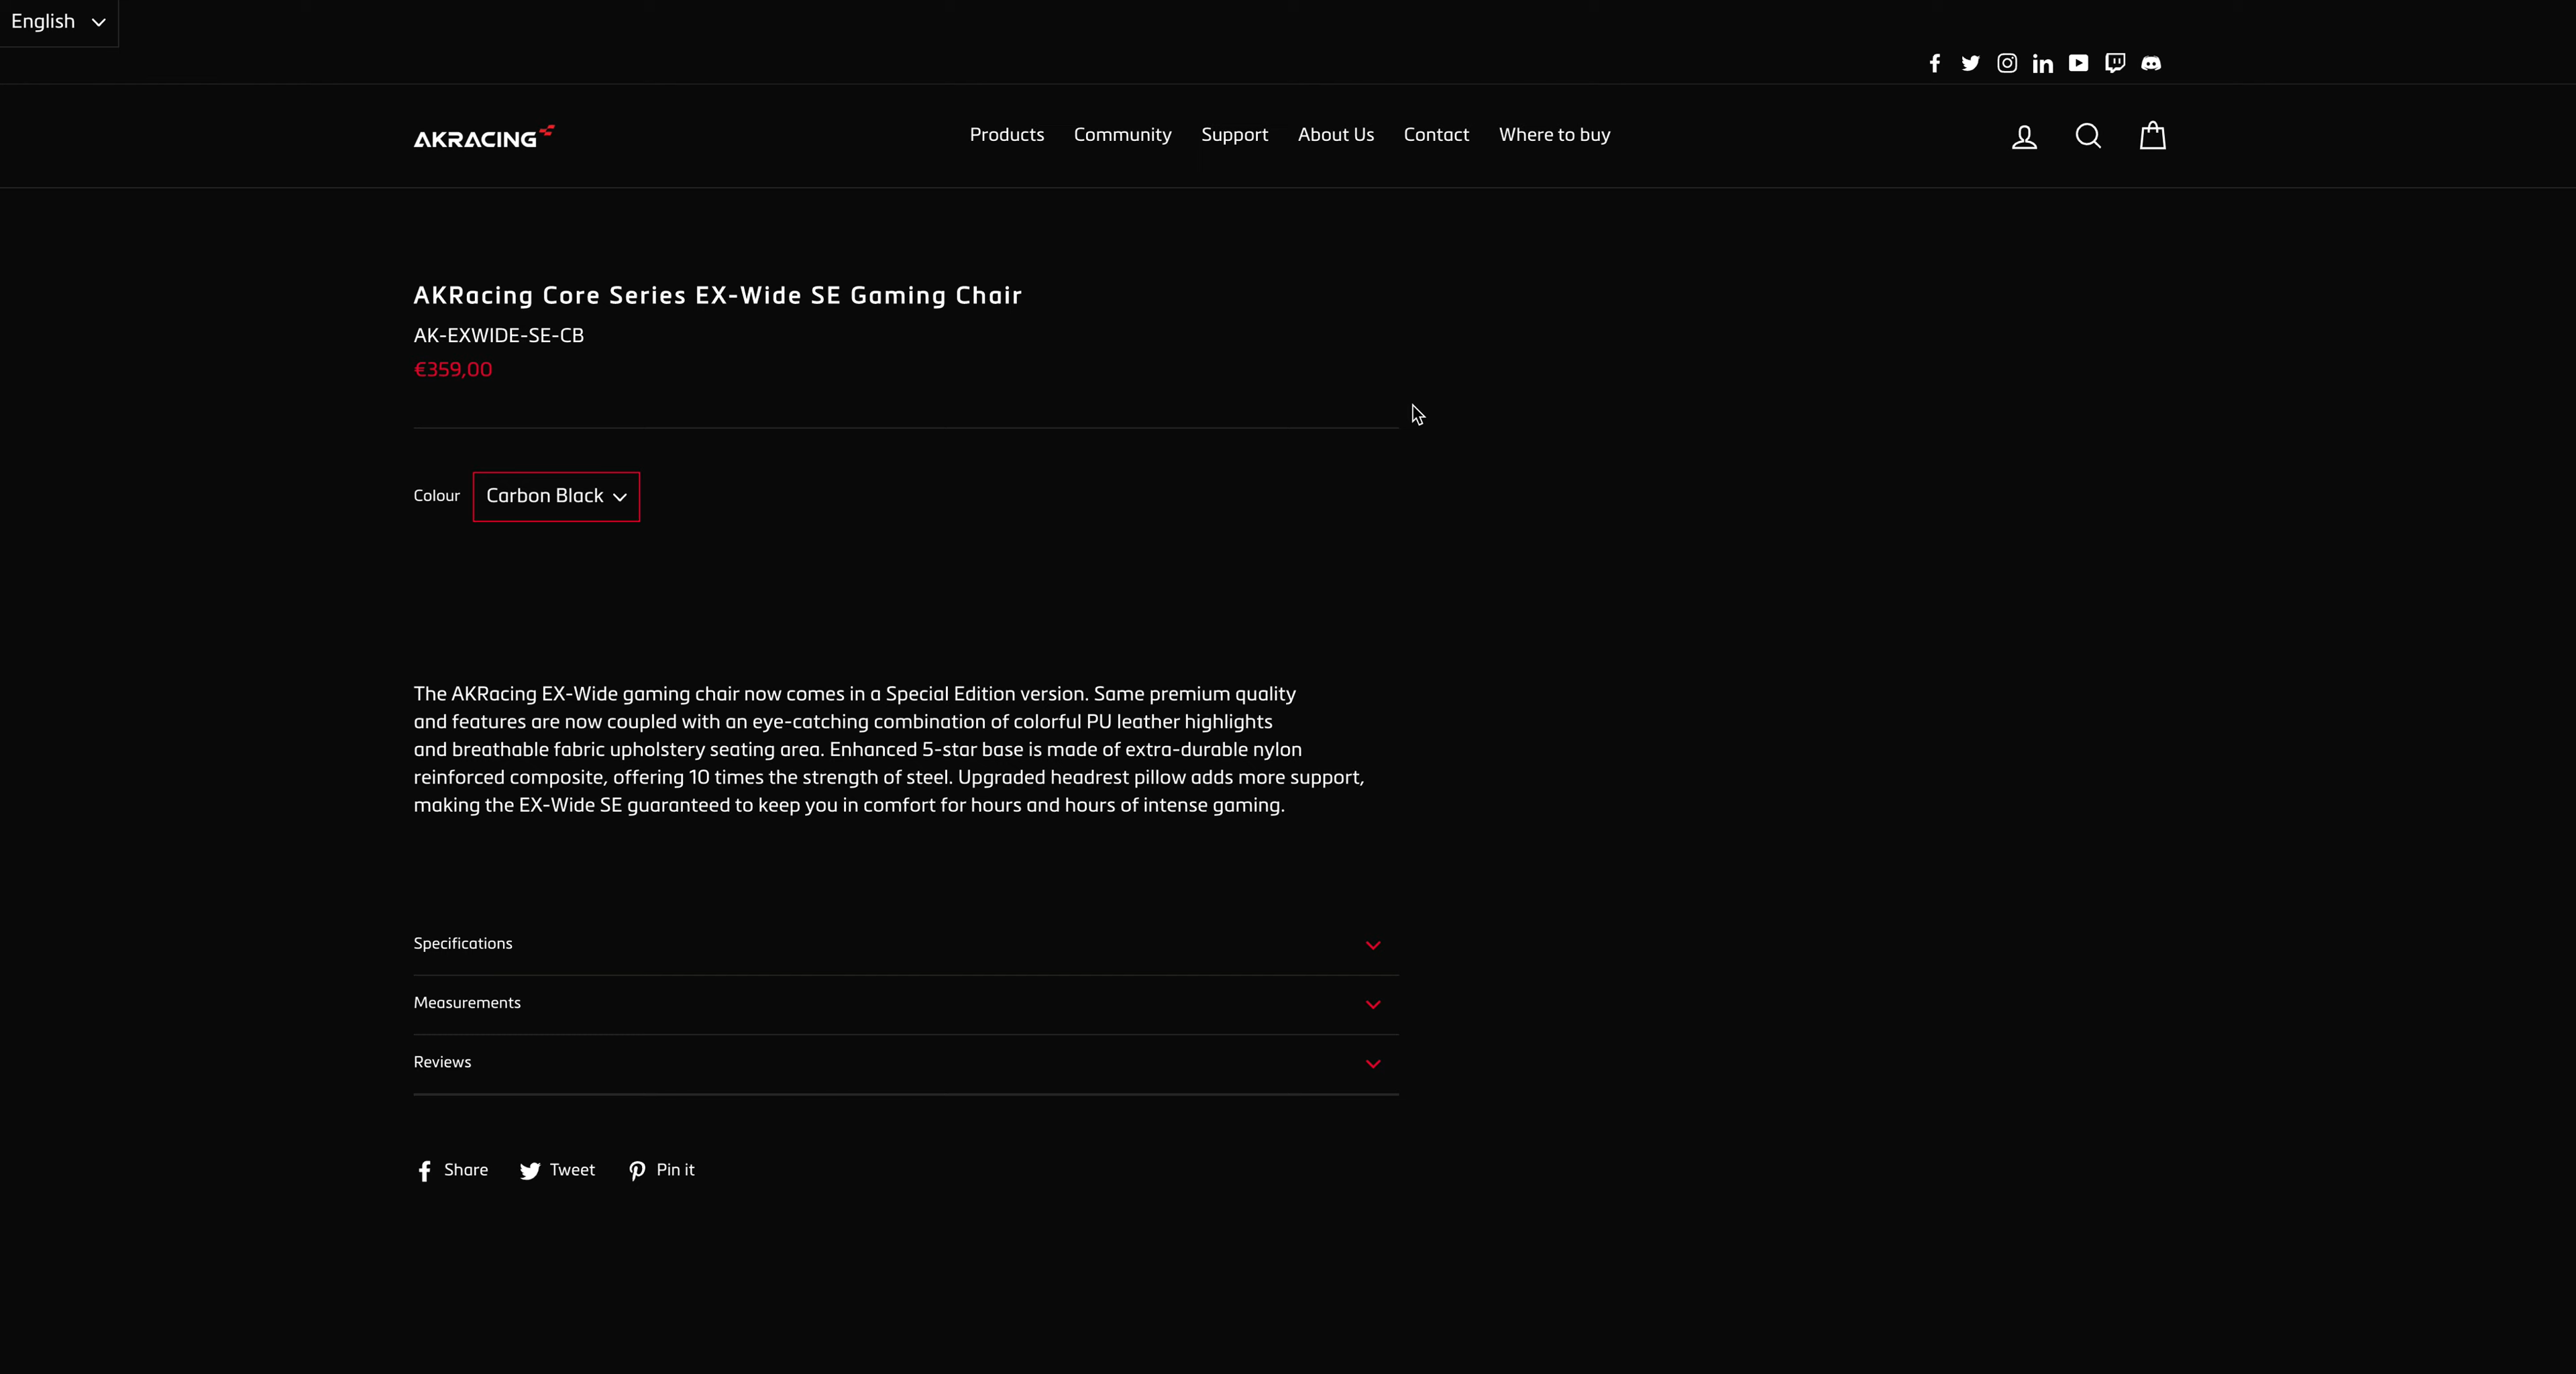 English
AKRACING
Products
Community
Support
About Us
Contact
Where to buy
AKRacing Core Series EX-Wide SE Gaming Chair
AK-EXWIDE-SE-CB
€359,00
Colour
Carbon Black
The AKRacing EX-Wide gaming chair now comes in a Special Edition version. Same premium quality
and features are now coupled with an eye-catching combination of colorful PU leather highlights
and breathable fabric upholstery seating area. Enhanced 5-star base is made of extra-durable nylon
reinforced composite, offering 10 times the strength of steel. Upgraded headrest pillow adds more support,
making the EX-Wide SE guaranteed to keep you in comfort for hours and hours of intense gaming.
Specifications
Measurements
Reviews
Share
Tweet
Pin it